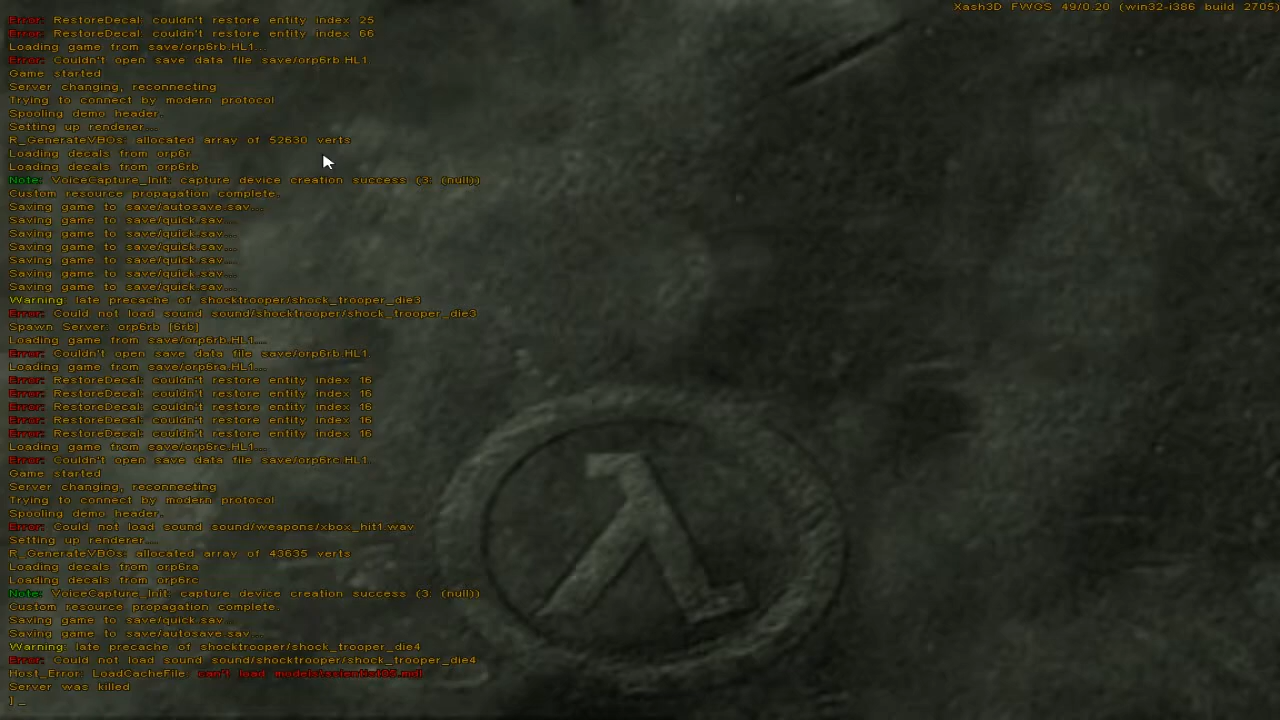 Xash3D FWGS 49/0.20 (win32-i386 build 2705)
Error: RestoreDecal: couldn't restore entity index 25
Error: RestoreDecal: couldn't restore entity index 66
Loading game from save/orp6rb.HL1...
Error: Couldn't open save data file save/orp6rb.HL1.
Game started
Server changing, reconnecting
Trying to connect by modern protocol
Spooling demo header.
Setting up renderer...
R_GenerateVBOs: allocated array of 52630 verts
Loading decals from orp6r
Loading decals from orp6rb
Note: VoiceCapture_Init: capture device creation success (3: (null))
Custom resource propagation complete.
Saving game to save/autosave.sav...
Saving game to save/quick.sav...
Saving game to save/quick.sav...
Saving game to save/quick.sav...
Saving game to save/quick.sav...
Saving game to save/quick.sav...
Saving game to save/quick.sav...
Warning: late precache of shocktrooper/shock_trooper_die3
Error: Could not load sound sound/shocktrooper/shock_trooper_die3
Spawn Server: orp6rb [6rb]
Loading game from save/orp6rb.HL1...
Error: Couldn't open save data file save/orp6rb.HL1.
Loading game from save/orp6ra.HL1...
Error: RestoreDecal: couldn't restore entity index 16
Error: RestoreDecal: couldn't restore entity index 16
Error: RestoreDecal: couldn't restore entity index 16
Error: RestoreDecal: couldn't restore entity index 16
Error: RestoreDecal: couldn't restore entity index 16
Loading game from save/orp6rc.HL1...
Error: Couldn't open save data file save/orp6rc.HL1.
Game started
Server changing, reconnecting
Trying to connect by modern protocol
Spooling demo header.
Error: Could not load sound sound/weapons/xbox_hit1.wav
Setting up renderer...
R_GenerateVBOs: allocated array of 43635 verts
Loading decals from orp6ra
Loading decals from orp6rc
Note: VoiceCapture_Init: capture device creation success (3: (null))
Custom resource propagation complete.
Saving game to save/quick.sav...
Saving game to save/autosave.sav...
Warning: late precache of shocktrooper/shock_trooper_die4
Error: Could not load sound sound/shocktrooper/shock_trooper_die4
Host_Error: LoadCacheFile: can't load
Server was killed
] _